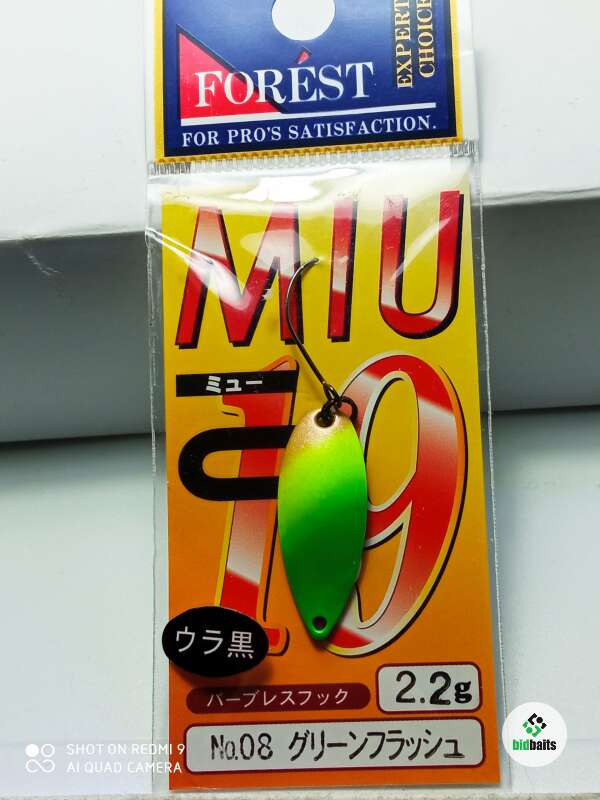 EXPERT
CHOICE
FORÉST
FOR PRO'S SATISFACTION.
MIU
ミュー
19
ウラ黒
バーブレスフック
2.2g
No.08 グリーンフラッシュ
SHOT ON REDMI 9
AI QUAD CAMERA
bidbaits